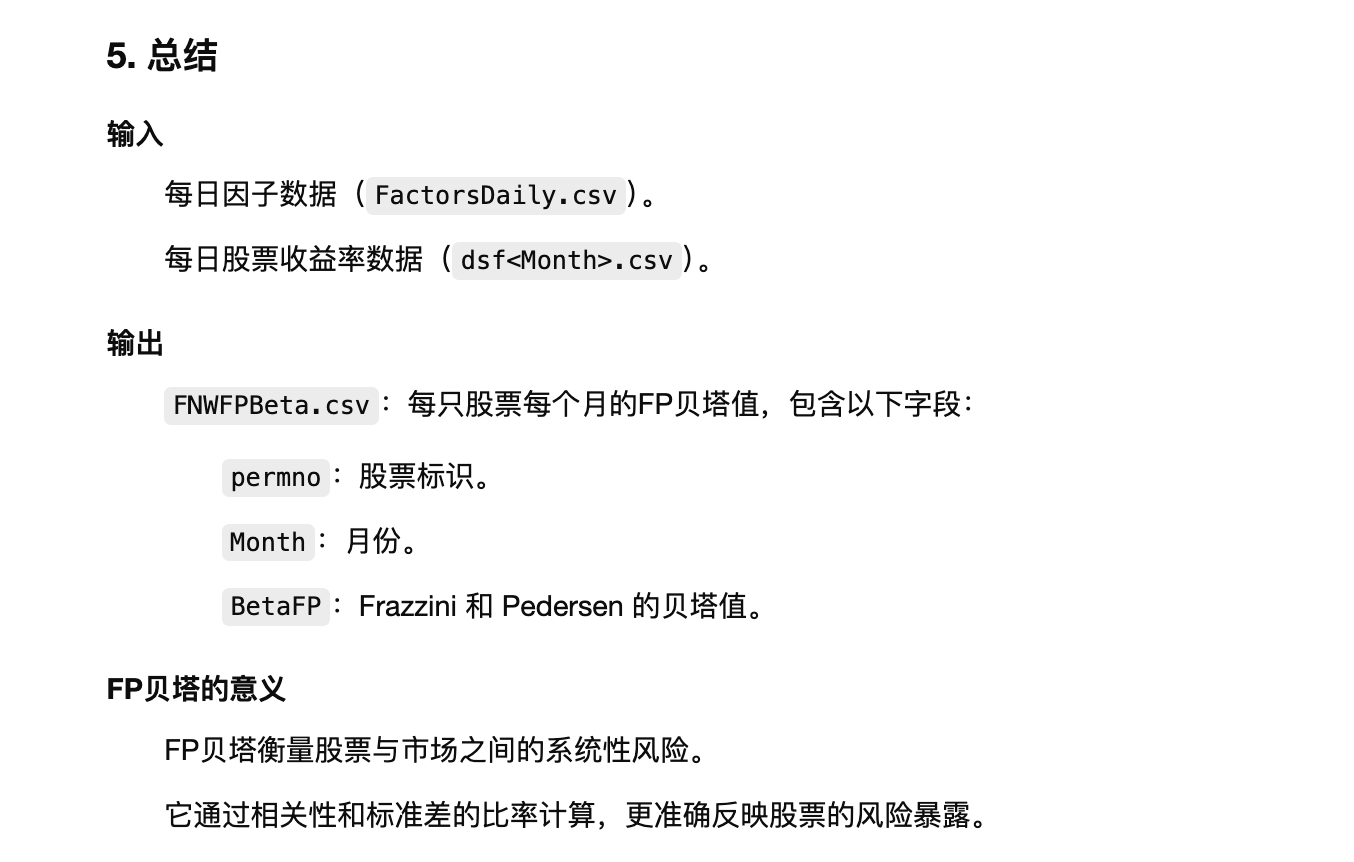 5. 总结
输入
每日因子数据（FactorsDaily.csv）。
每日股票收益率数据（dsf<Month>.csv）。
输出
FNWFPBeta.csv：每只股票每个月的FP贝塔值，包含以下字段：
permno：股票标识。
Month：月份。
BetaFP：Frazzini 和 Pedersen 的贝塔值。
FP贝塔的意义
FP贝塔衡量股票与市场之间的系统性风险。
它通过相关性和标准差的比率计算，更准确反映股票的风险暴露。